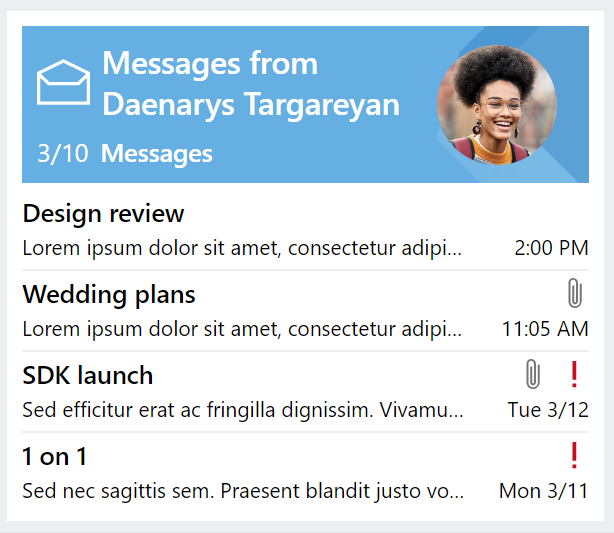 Messages from
Daenarys Targareyan
3/10 Messages
Design review
Lorem ipsum dolor sit amet, consectetur adipi... 2:00 PM
Wedding plans
Lorem ipsum dolor sit amet, consectetur adipi... 11:05 AM
SDK launch
Sed efficitur erat ac fringilla dignissim. Vivamu... Tue 3/12
1 on 1
Sed nec sagittis sem. Praesent blandit justo vo... Mon 3/11